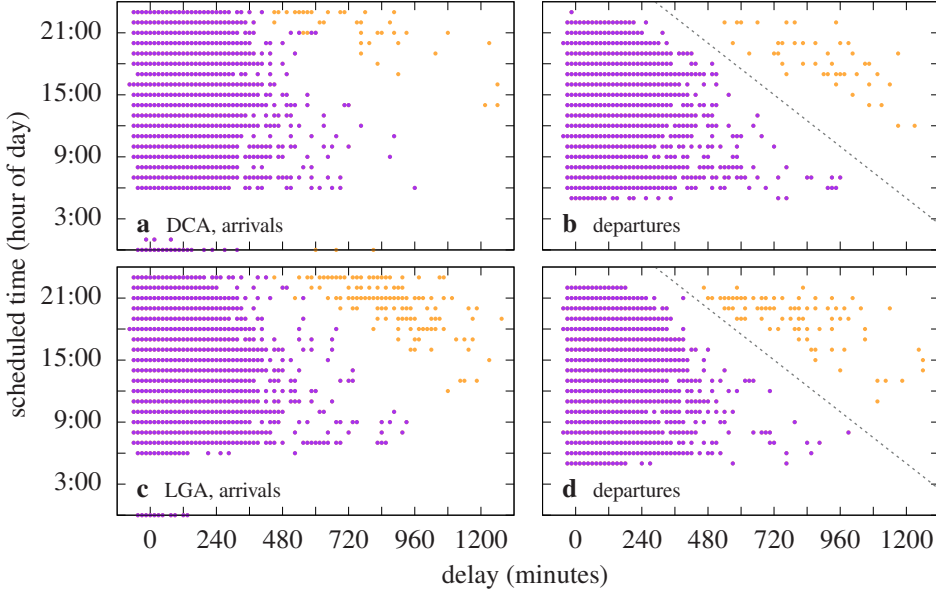 scheduled time (hour of day)
21:00
15:00
9:00
3:00
a DCA, arrivals
b departures
21:00
15:00
9:00
3:00
c LGA, arrivals
d departures
0 240 480 720 960 1200
0 240 480 720 960 1200
delay (minutes)